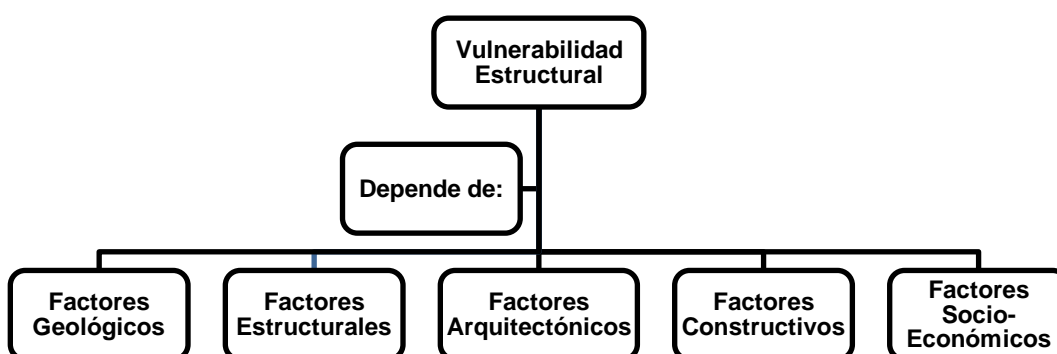 Vulnerabilidad
Estructural
Depende de:
Factores
Geológicos
Factores
Estructurales
Factores
Arquitectónicos
Factores
Constructivos
Factores
Socio-
Económicos